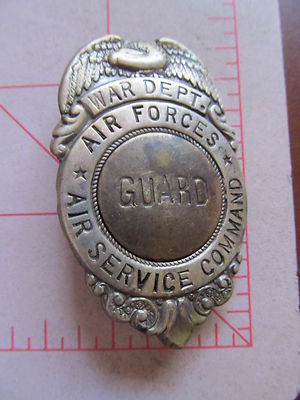 WAR DEPT.
AIR FORCES
GUARD
AIR SERVICE COMMAND